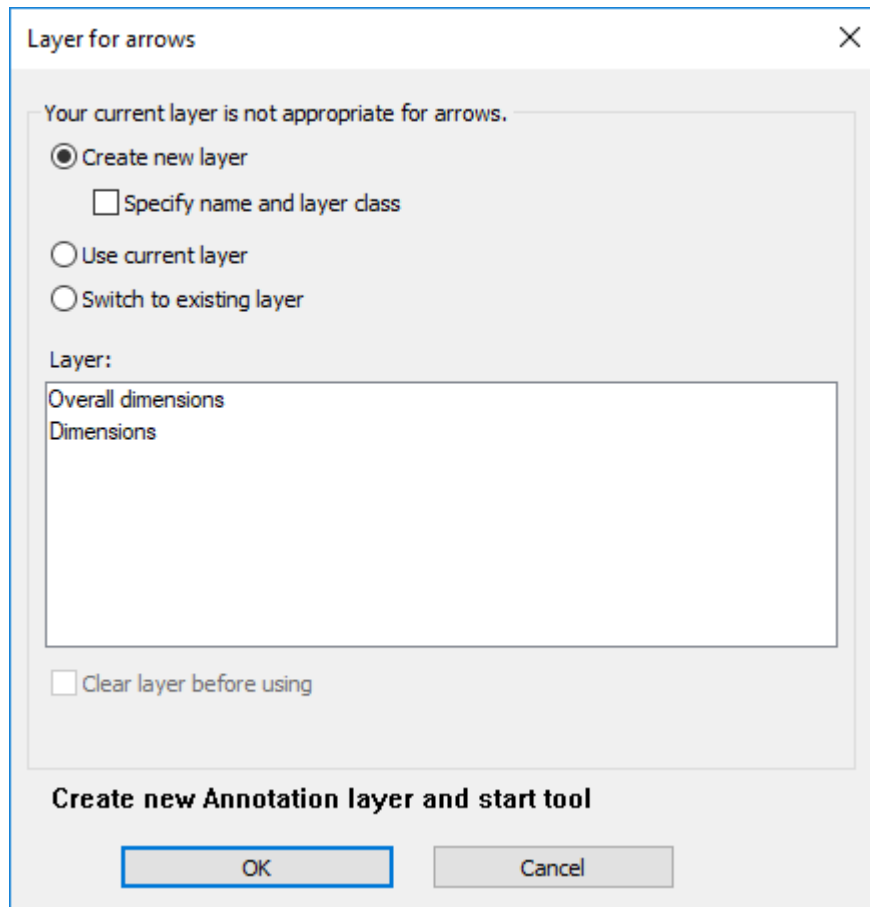 Layer for arrows
Your current layer is not appropriate for arrows.
Create new layer
Specify name and layer class
Use current layer
Switch to existing layer
Layer:
Overall dimensions
Dimensions
Clear layer before using
Create new Annotation layer and start tool
OK Cancel